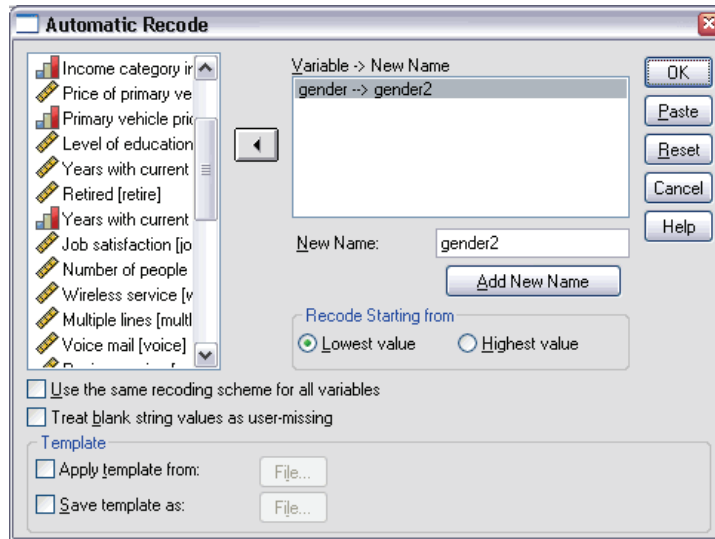 Automatic Recode
Income category ir
Price of primary ve
Primary vehicle pric
Level of education
Years with current
Retired [retire]
Years with current
Job satisfaction [jo
Number of people
Wireless service [w
Multiple lines [multl
Voice mail [voice]
Variable -> New Name
gender --> gender2
New Name:
gender2
Add New Name
Recode Starting from
Lowest value
Highest value
OK
Paste
Reset
Cancel
Help
Use the same recoding scheme for all variables
Treat blank string values as user-missing
Template
Apply template from:
File...
Save template as:
File...